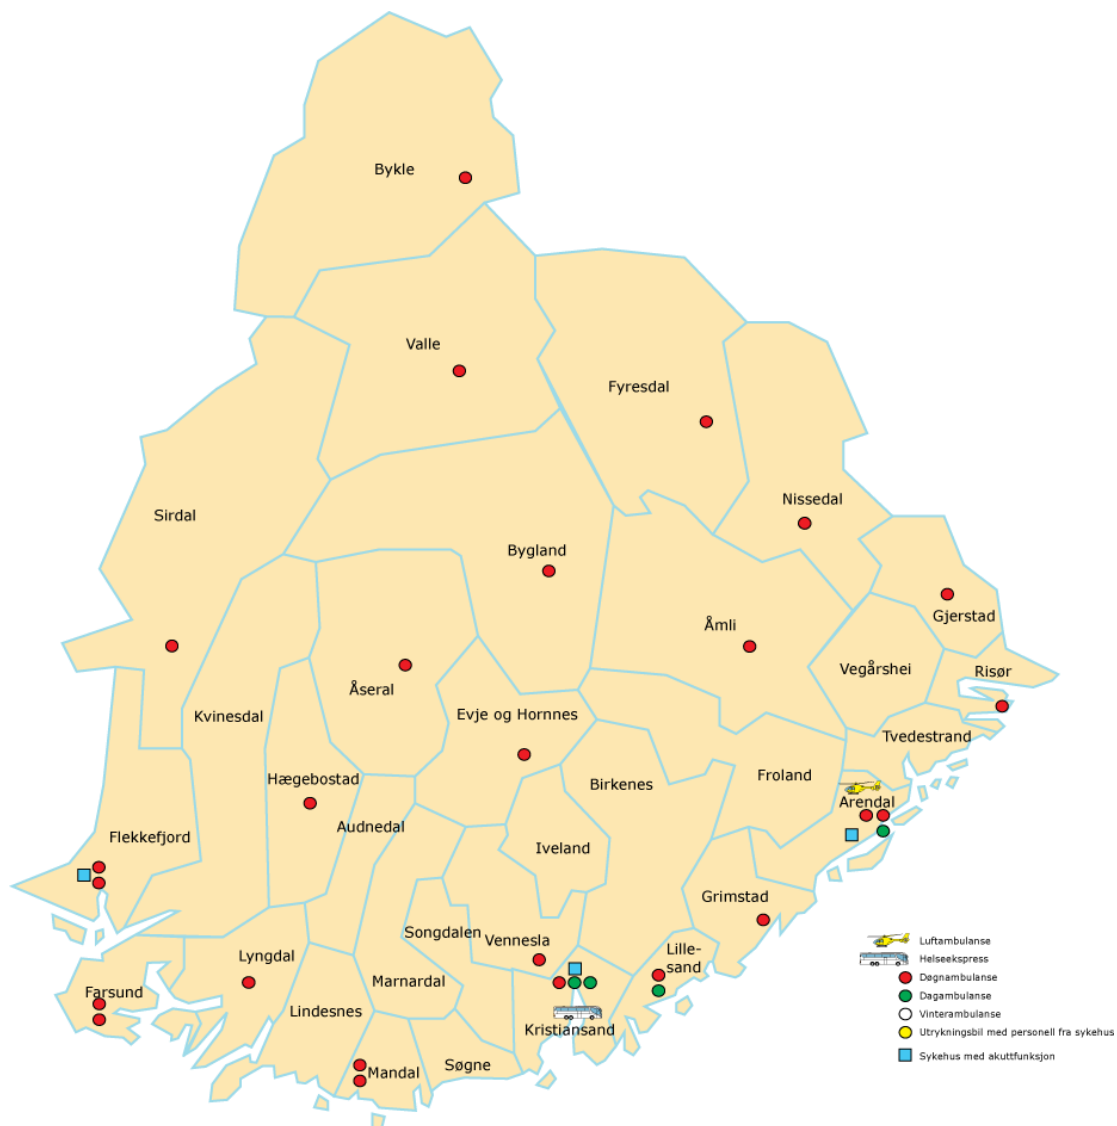 Bykle
Valle
Fyresdal
Nissedal
Sirdal
Bygland
Gjerstad
Åmli
Vegårshei
Risør
Åseral
Kvinesdal
Evje og Hornnes
Tvedestrand
Hægebostad
Birkenes
Froland
Arendal
Audnedal
Flekkefjord
Iveland
Grimstad
Songdalen
Vennesla
Lille-
sand
Lyngdal
Marnardal
Farsund
Lindesnes
Kristiansand
Søgne
Mandal
Luftambulanse
Helseekspress
Døgnambulanse
Dagambulanse
Vinterambulanse
Utrykningsbil med personell fra sykehus
Sykehus med akuttfunksjon